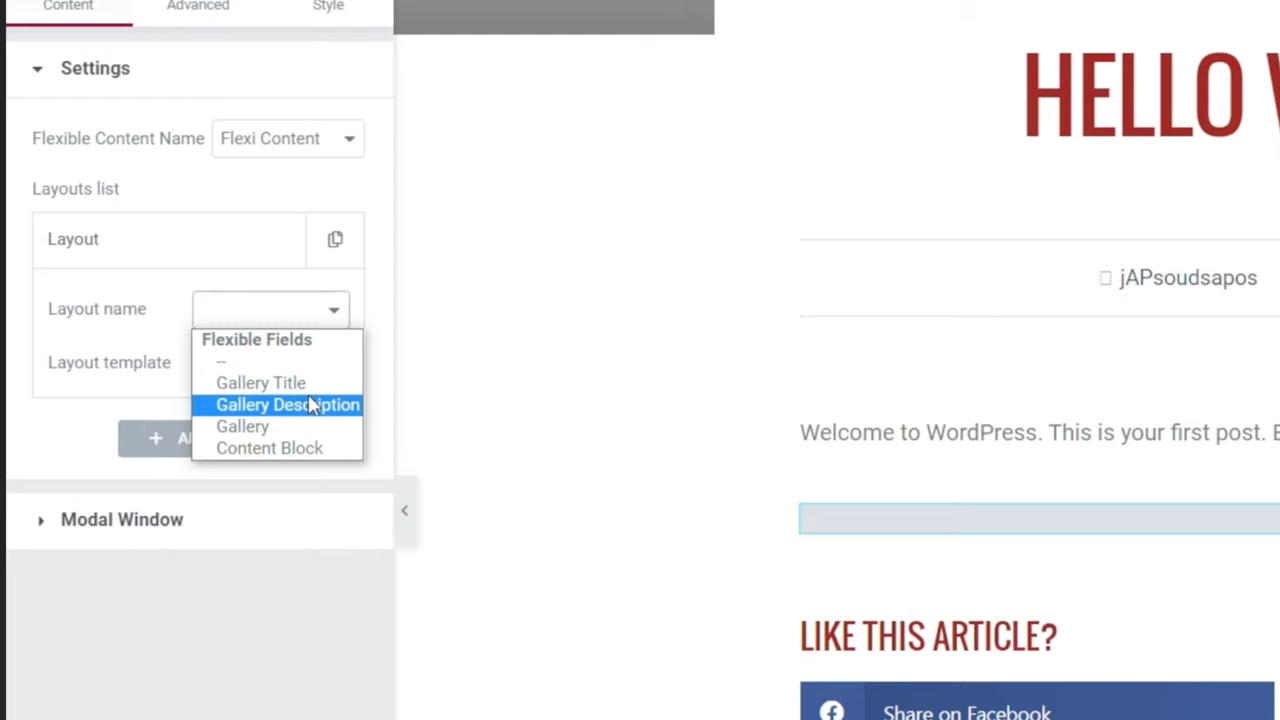 Content Advanced Style
Settings
Flexible Content Name Flexi Content
Layouts list
Layout
Layout name
Flexible Fields
--
Layout template
Gallery Title
Gallery Description
Gallery
Content Block
Modal Window
HELLO
jAPsoudsapos
Welcome to WordPress. This is your first post. E
LIKE THIS ARTICLE?
Share on Facebook